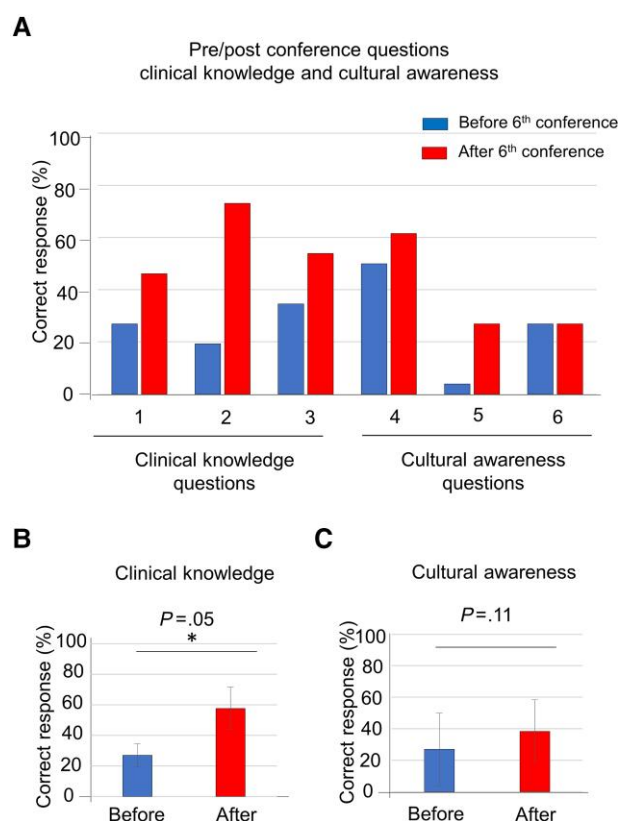 A
Pre/post conference questions
clinical knowledge and cultural awareness
Before 6th conference
After 6th conference
Correct response (%)
100
80
60
40
20
0
1 2 3 4 5 6
Clinical knowledge
questions
Cultural awareness
questions
B
Clinical knowledge
P=.05
*
Correct response (%)
100
80
60
40
20
0
Before After
C
Cultural awareness
P=.11
Correct response (%)
100
80
60
40
20
0
Before After